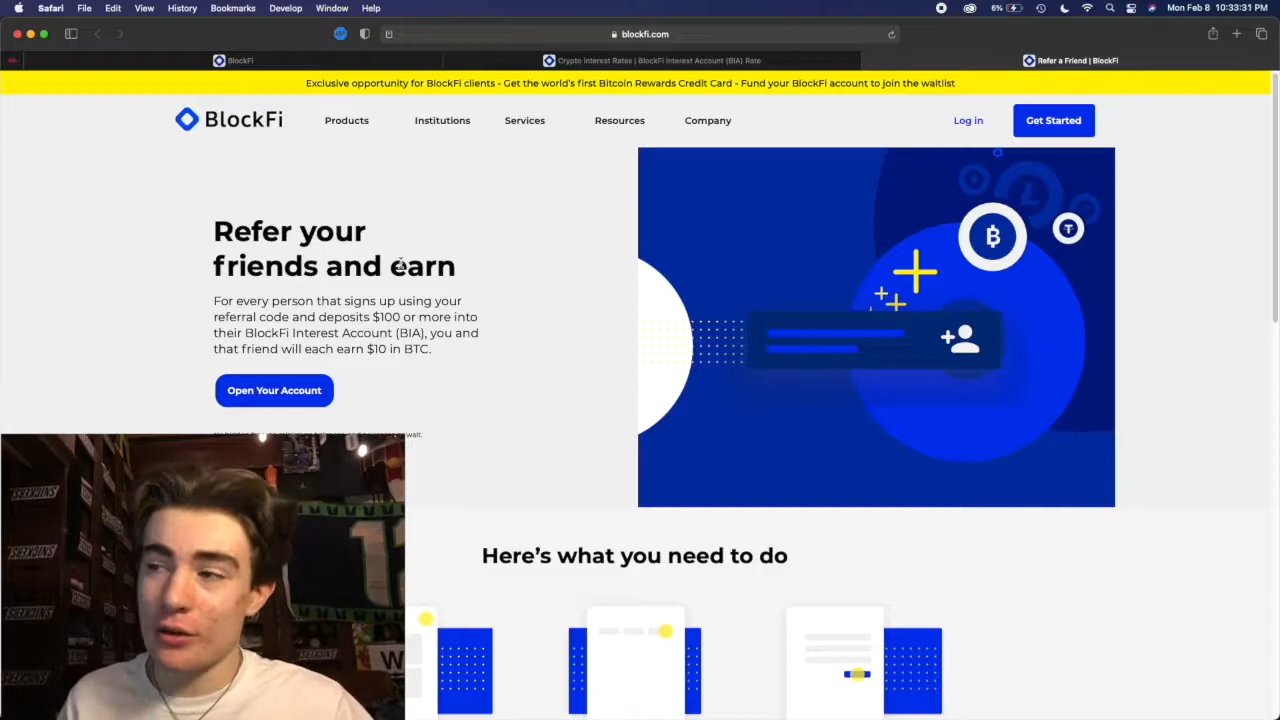 Safari File Edit View History Bookmarks Develop Window Help 6% Mon Feb 8 10:33:31 PM
blockfi.com
BlockFi
Crypto Interest Rates | BlockFi Interest Account (BIA) Rate
Refer a Friend | BlockFi
Exclusive opportunity for BlockFi clients - Get the world's first Bitcoin Rewards Credit Card - Fund your BlockFi account to join the waitlist
BlockFi Products Institutions Services Resources Company Log in Get Started
Refer your
friends and earn
For every person that signs up using your
referral code and deposits $100 or more into
their BlockFi Interest Account (BIA), you and
that friend will each earn $10 in BTC.
Open Your Account
wait.
Here's what you need to do